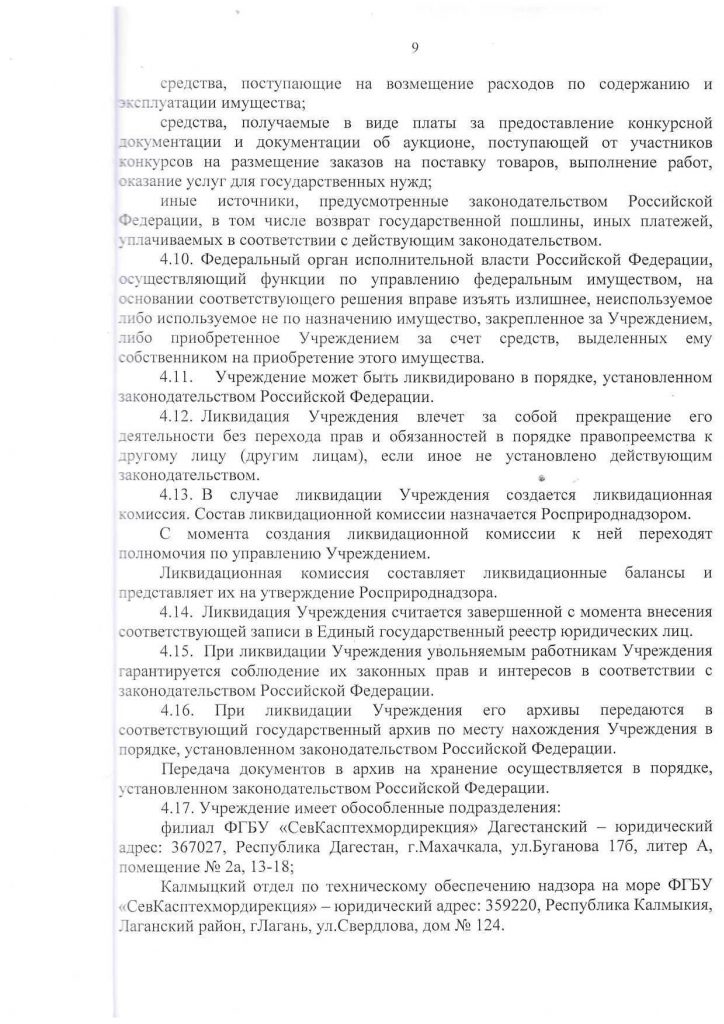 9
средства, поступающие на возмещение расходов по содержанию и
эксплуатации имущества;
средства, получаемые в виде платы за предоставление конкурсной
документации и документации об аукционе, поступающей от участников
конкурсов на размещение заказов на поставку товаров, выполнение работ,
оказание услуг для государственных нужд;
иные источники, предусмотренные законодательством Российской
Федерации, в том числе возврат государственной пошлины, иных платежей,
уплачиваемых в соответствии с действующим законодательством.
4.10. Федеральный орган исполнительной власти Российской Федерации,
осуществляющий функции по управлению федеральным имуществом, на
основании соответствующего решения вправе изъять излишнее, неиспользуемое
либо используемое не по назначению имущество, закрепленное за Учреждением,
либо приобретенное Учреждением за счет средств, выделенных ему
собственником на приобретение этого имущества.
4.11. Учреждение может быть ликвидировано в порядке, установленном
законодательством Российской Федерации.
4.12. Ликвидация Учреждения влечет за собой прекращение его
деятельности без перехода прав и обязанностей в порядке правопреемства к
другому лицу (другим лицам), если иное не установлено действующим
законодательством.
4.13. В случае ликвидации Учреждения создается ликвидационная
комиссия. Состав ликвидационной комиссии назначается Росприроднадзором.
С момента создания ликвидационной комиссии к ней переходят
полномочия по управлению Учреждением.
Ликвидационная комиссия составляет ликвидационные балансы и
представляет их на утверждение Росприроднадзора.
4.14. Ликвидация Учреждения считается завершенной с момента внесения
соответствующей записи в Единый государственный реестр юридических лиц.
4.15. При ликвидации Учреждения увольняемым работникам Учреждения
гарантируется соблюдение их законных прав и интересов в соответствии с
законодательством Российской Федерации.
4.16. При ликвидации Учреждения его архивы передаются в
соответствующий государственный архив по месту нахождения Учреждения в
порядке, установленном законодательством Российской Федерации.
Передача документов в архив на хранение осуществляется в порядке,
установленном законодательством Российской Федерации.
4.17. Учреждение имеет обособленные подразделения:
филиал ФГБУ «СевКасптехмордирекция» Дагестанский – юридический
адрес: 367027, Республика Дагестан, г.Махачкала, ул.Буганова 17б, литер А,
помещение № 2а, 13-18;
Калмыцкий отдел по техническому обеспечению надзора на море ФГБУ
«СевКасптехмордирекция» – юридический адрес: 359220, Республика Калмыкия,
Лаганский район, гЛагань, ул.Свердлова, дом № 124.